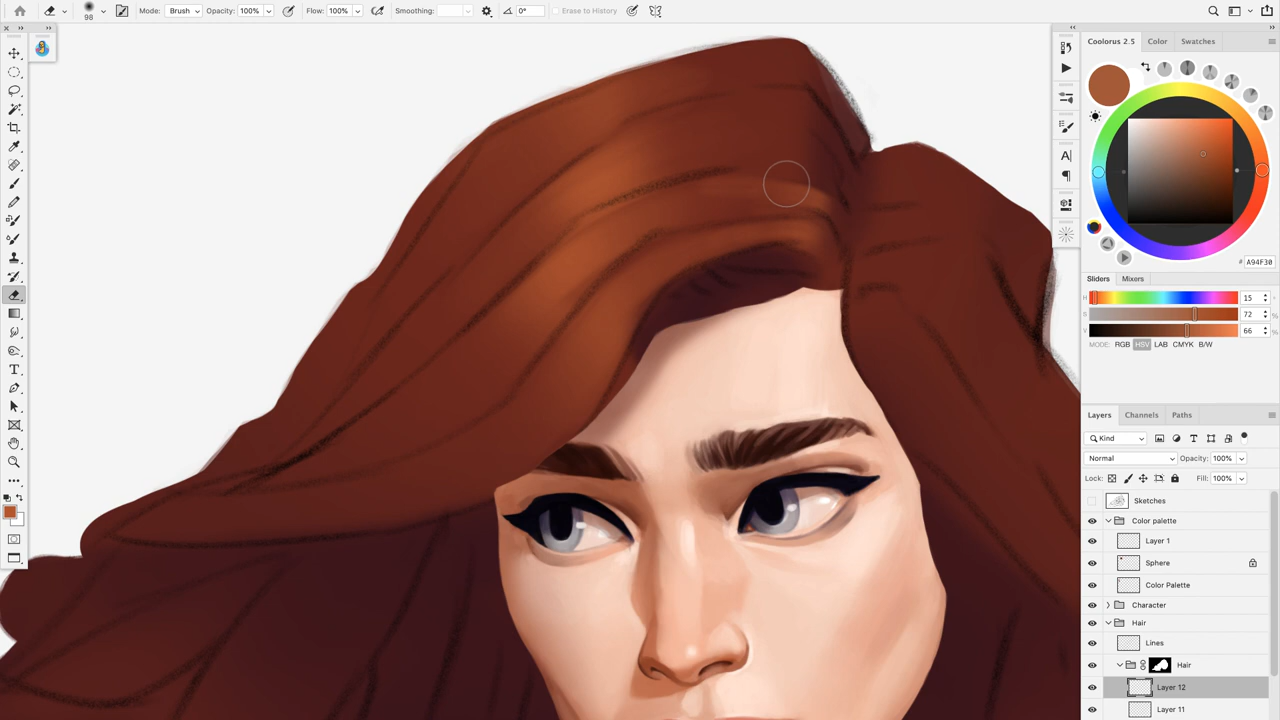 98
Mode: Brush Opacity: 100% Flow: 100% Smoothing: 0° Erase to History
Coolorus 2.5 Color Swatches
# A94F30
Sliders Mixers
H 15
S 72 %
V 66 %
MODE: RGB HSV LAB CMYK B/W
Layers Channels Paths
Kind
Normal Opacity: 100%
Lock: Fill: 100%
Sketches
Color palette
Layer 1
Sphere
Color Palette
Character
Hair
Lines
Hair
Layer 12
Layer 11